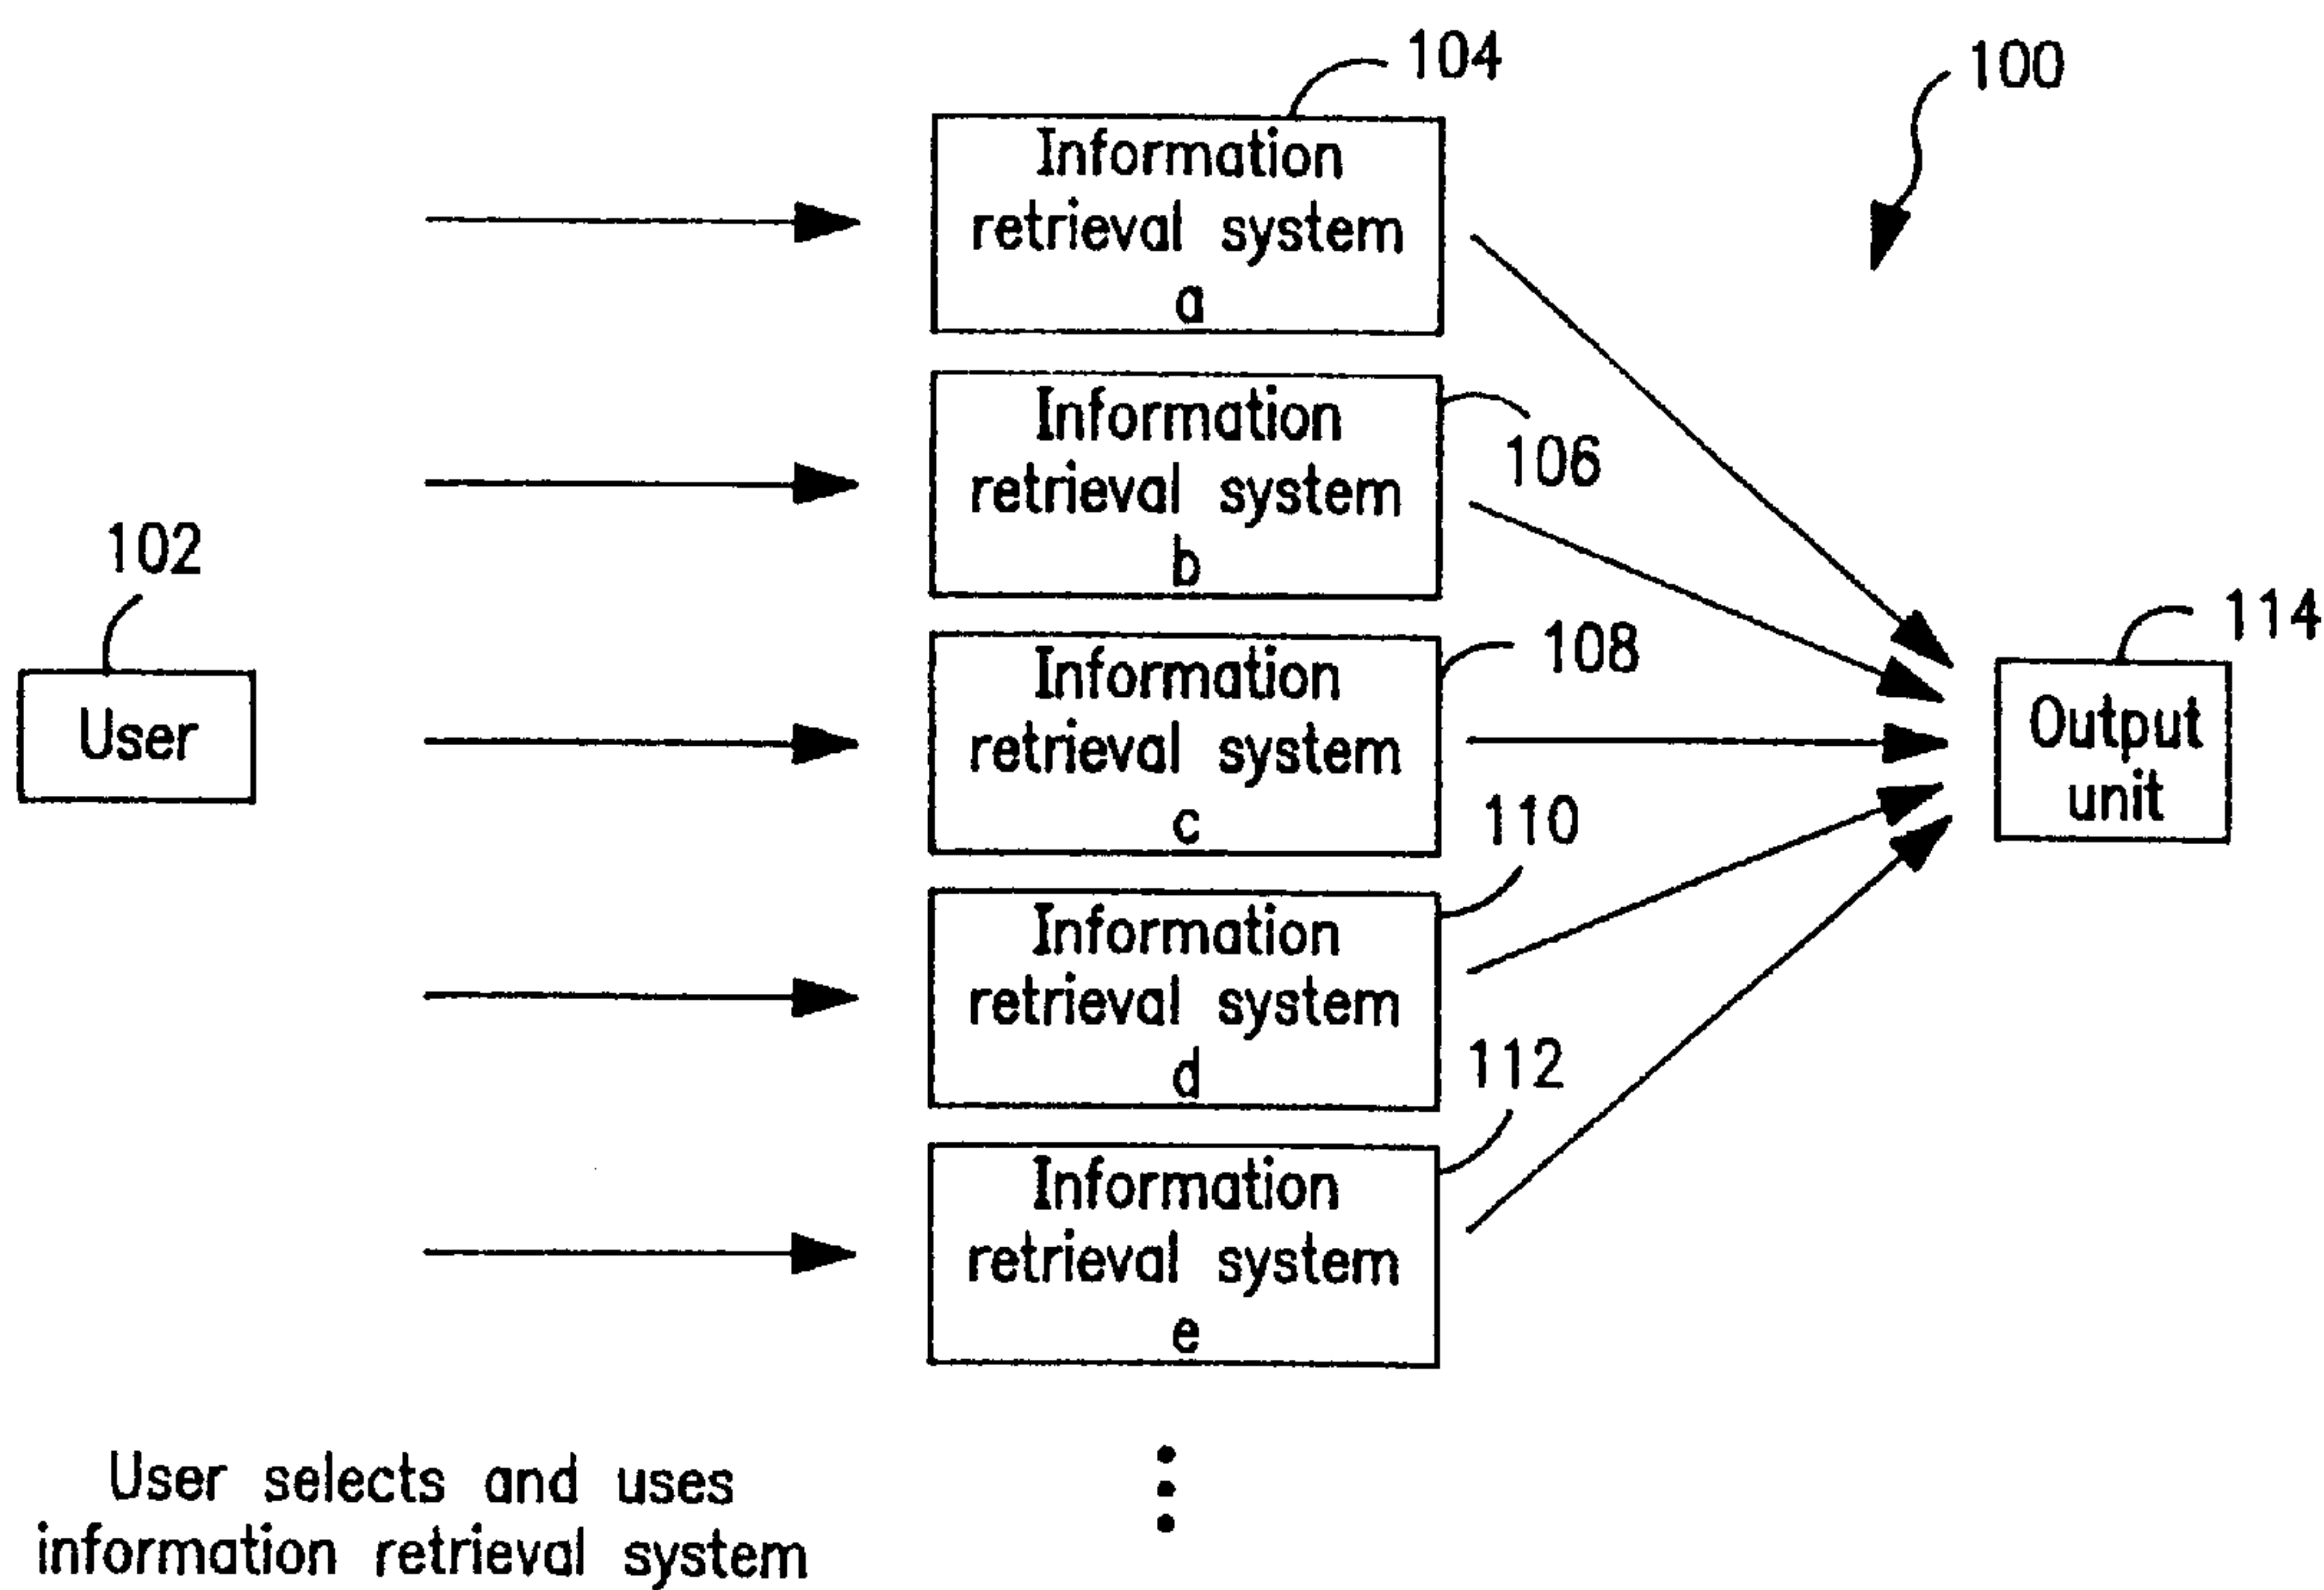 104
100
Information
retrieval system
a
Information
retrieval system
b
106
102
User
Information
retrieval system
c
108
114
Output
unit
110
Information
retrieval system
d
112
Information
retrieval system
e
User selects and uses
information retrieval system